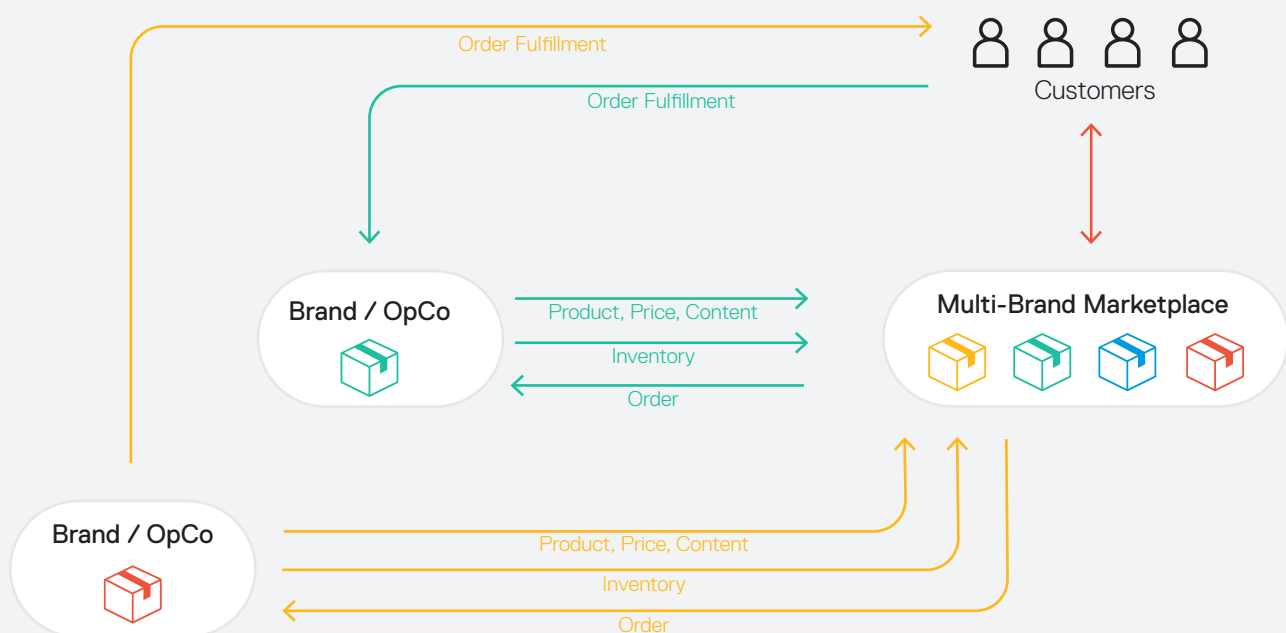 Order Fulfillment
Order Fulfillment
Customers
Brand / OpCo
Product, Price, Content
Inventory
Order
Multi-Brand Marketplace
Brand / OpCo
Product, Price, Content
Inventory
Order